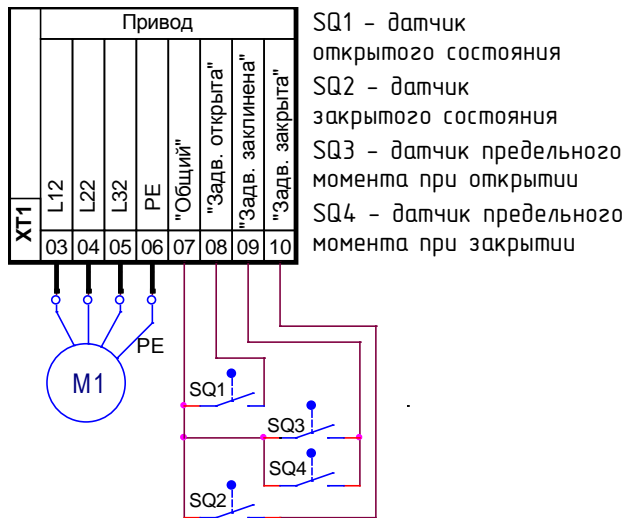 Привод
XT1
L12
L22
L32
PE
"Общий"
"Задв. открыта"
"Задв. заклинена"
"Задв. закрыта"
03 04 05 06 07 08 09 10
PE
M1
SQ1
SQ3
SQ4
SQ2
SQ1 - датчик
открытого состояния
SQ2 - датчик
закрытого состояния
SQ3 - датчик предельного
момента при открытии
SQ4 - датчик предельного
момента при закрытии